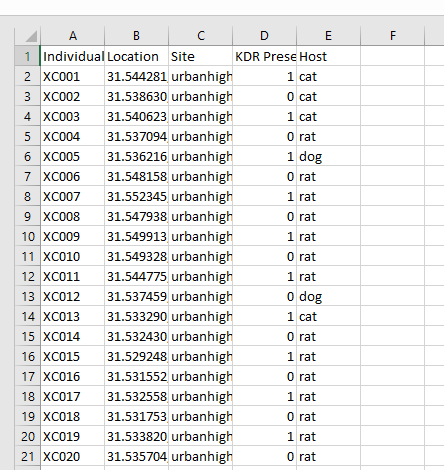 A B C D E F
1 Individual Location Site KDR Prese Host
2 XC001 31.544281, urbanhigh 1 cat
3 XC002 31.538630, urbanhigh 0 cat
4 XC003 31.540623, urbanhigh 1 cat
5 XC004 31.537094, urbanhigh 0 rat
6 XC005 31.536216, urbanhigh 1 dog
7 XC006 31.548158, urbanhigh 0 rat
8 XC007 31.552345, urbanhigh 1 rat
9 XC008 31.547938, urbanhigh 0 rat
10 XC009 31.549913, urbanhigh 1 rat
11 XC010 31.549328, urbanhigh 0 rat
12 XC011 31.544775, urbanhigh 1 rat
13 XC012 31.537459, urbanhigh 0 dog
14 XC013 31.533290, urbanhigh 1 cat
15 XC014 31.532430, urbanhigh 0 rat
16 XC015 31.529248, urbanhigh 1 rat
17 XC016 31.531552, urbanhigh 0 rat
18 XC017 31.532558, urbanhigh 1 rat
19 XC018 31.531753, urbanhigh 0 rat
20 XC019 31.533820, urbanhigh 1 rat
21 XC020 31.535704, urbanhigh 0 rat